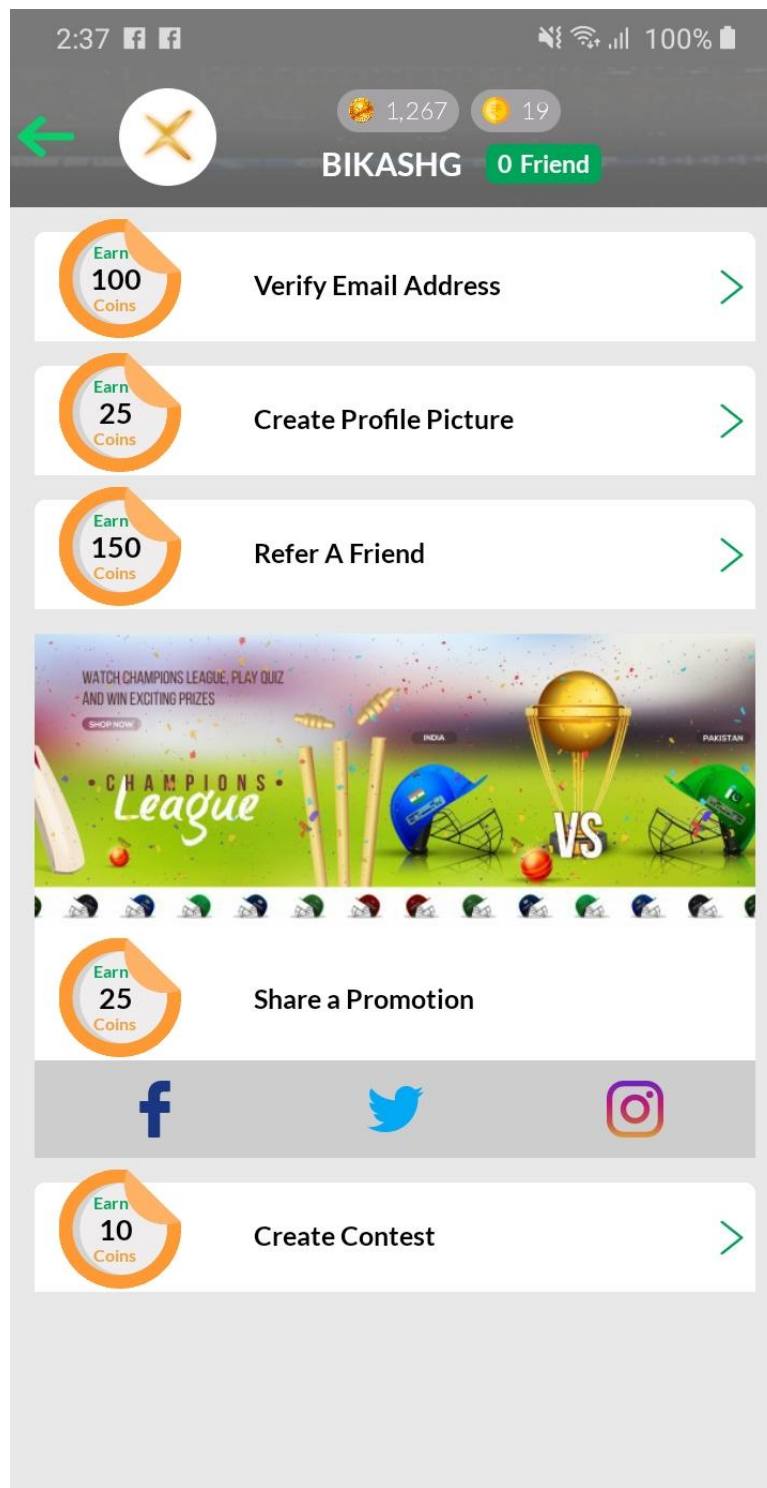 2:37 100%
1,267 19
BIKASHG 0 Friend
Earn
100
Coins
Verify Email Address
Earn
25
Coins
Create Profile Picture
Earn
150
Coins
Refer A Friend
WATCH CHAMPIONS LEAGUE, PLAY QUIZ
AND WIN EXCITING PRIZES
SHOP NOW
INDIA
PAKISTAN
• CHAMPIONS •
League
VS
Earn
25
Coins
Share a Promotion
Earn
10
Coins
Create Contest